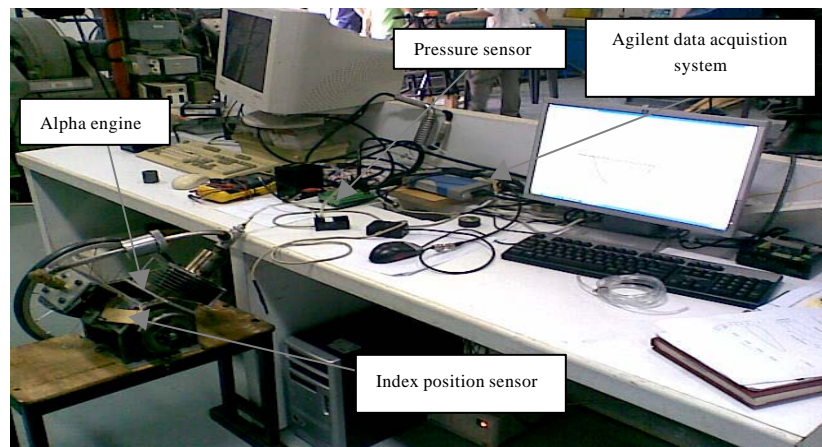 Pressure sensor
Agilent data acquistion
system
Alpha engine
Index position sensor